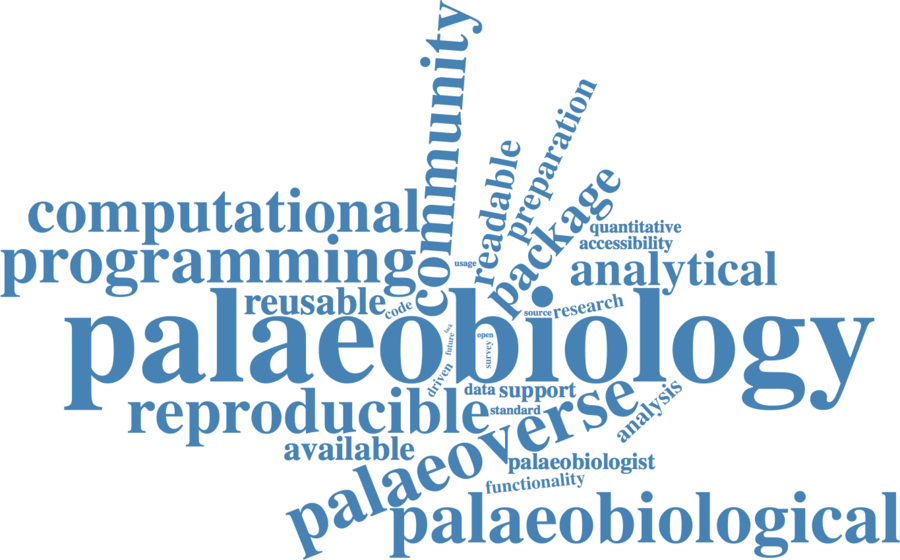 community
preparation
readable
package
computational
quantitative
accessibility
programming
usage
analytical
reusable
code
source
research
palaeobiology
key
future
open
survey
driven
data
support
reproducible
standard
analysis
palaeoverse
available
palaeobiologist
functionality
palaeobiological